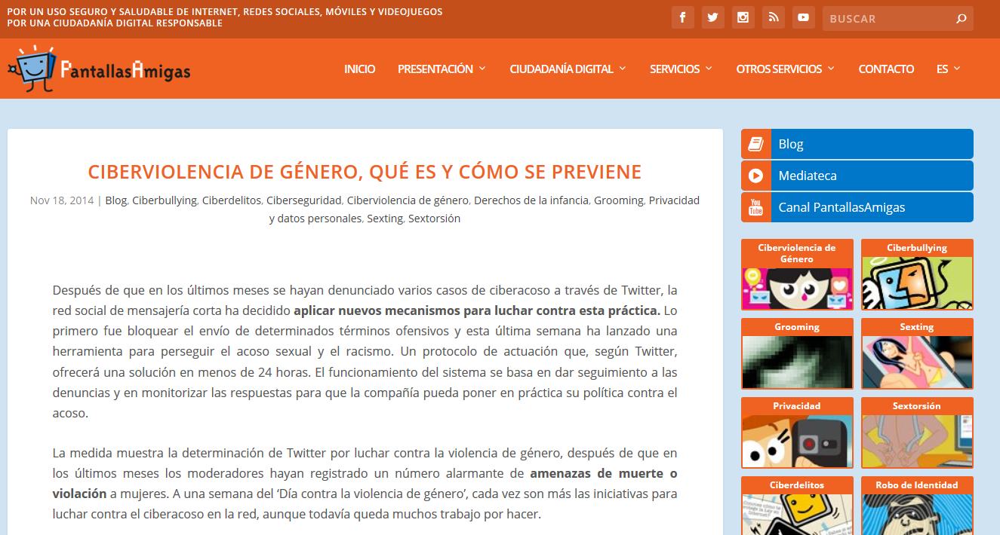 POR UN USO SEGURO Y SALUDABLE DE INTERNET, REDES SOCIALES, MÓVILES Y VIDEOJUEGOS
POR UNA CIUDADANÍA DIGITAL RESPONSABLE
BUSCAR
PantallasAmigas
INICIO PRESENTACIÓN CIUDADANÍA DIGITAL SERVICIOS OTROS SERVICIOS CONTACTO ES
CIBERVIOLENCIA DE GÉNERO, QUÉ ES Y CÓMO SE PREVIENE
Nov 18, 2014 | Blog, Ciberbullying, Ciberdelitos, Ciberseguridad, Ciberviolencia de género, Derechos de la infancia, Grooming, Privacidad
y datos personales, Sexting, Sextorsión
Después de que en los últimos meses se hayan denunciado varios casos de ciberacoso a través de Twitter, la
red social de mensajería corta ha decidido aplicar nuevos mecanismos para luchar contra esta práctica. Lo
primero fue bloquear el envío de determinados términos ofensivos y esta última semana ha lanzado una
herramienta para perseguir el acoso sexual y el racismo. Un protocolo de actuación que, según Twitter,
ofrecerá una solución en menos de 24 horas. El funcionamiento del sistema se basa en dar seguimiento a las
denuncias y en monitorizar las respuestas para que la compañía pueda poner en práctica su política contra el
acoso.
La medida muestra la determinación de Twitter por luchar contra la violencia de género, después de que en
los últimos meses los moderadores hayan registrado un número alarmante de amenazas de muerte o
violación a mujeres. A una semana del ‘Día contra la violencia de género’, cada vez son más las iniciativas para
luchar contra el ciberacoso en la red, aunque todavía queda muchos trabajo por hacer.
Blog
Mediateca
You
Tube
Canal PantallasAmigas
Ciberviolencia de
Género
Ciberbullying
Grooming
Sexting
Privacidad
Sextorsión
Ciberdelitos
Robo de Identidad